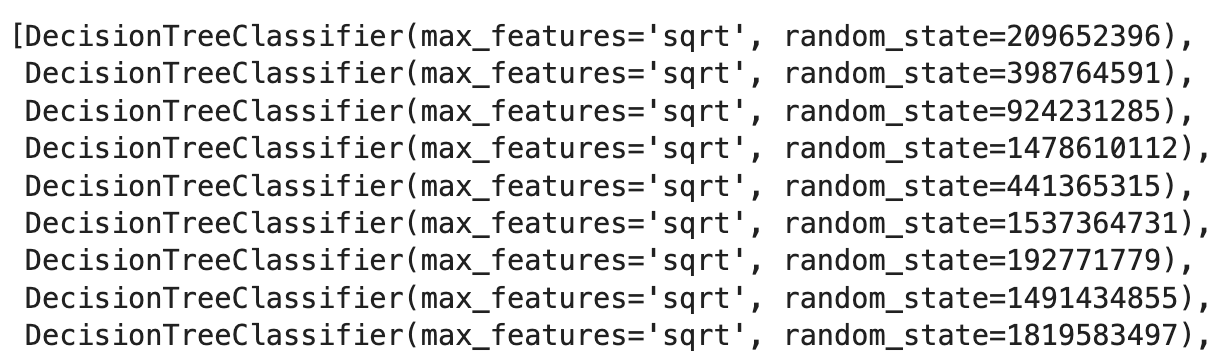 [DecisionTreeClassifier(max_features='sqrt', random_state=209652396),
DecisionTreeClassifier(max_features='sqrt', random_state=398764591),
DecisionTreeClassifier(max_features='sqrt', random_state=924231285),
DecisionTreeClassifier(max_features='sqrt', random_state=1478610112),
DecisionTreeClassifier(max_features='sqrt', random_state=441365315),
DecisionTreeClassifier(max_features='sqrt', random_state=1537364731),
DecisionTreeClassifier(max_features='sqrt', random_state=192771779),
DecisionTreeClassifier(max_features='sqrt', random_state=1491434855),
DecisionTreeClassifier(max_features='sqrt', random_state=1819583497),